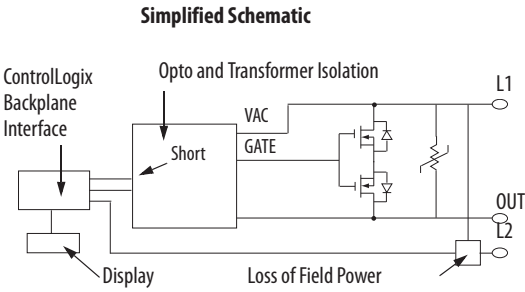 Simplified Schematic
ControlLogix
Backplane
Interface
Opto and Transformer Isolation
L1
VAC
GATE
Short
OUT
L2
Display
Loss of Field Power